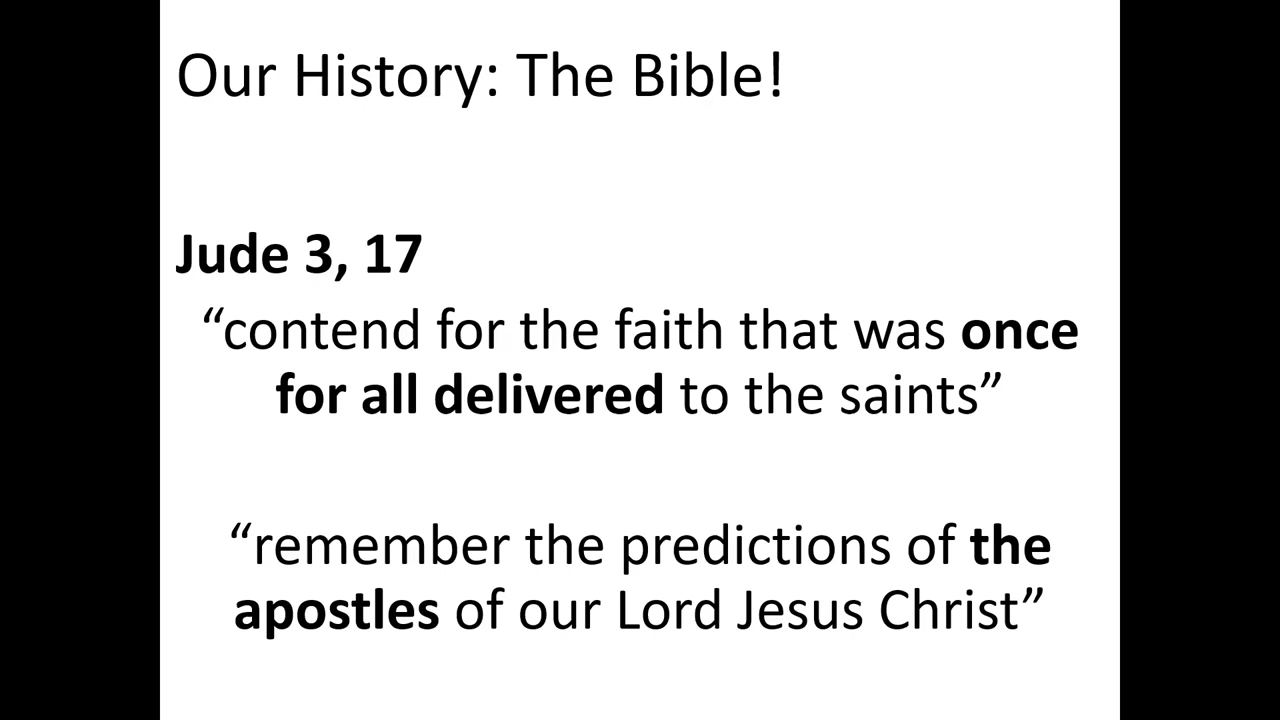 Our History: The Bible!
Jude 3, 17
“contend for the faith that was once
for all delivered to the saints”
“remember the predictions of the
apostles of our Lord Jesus Christ”